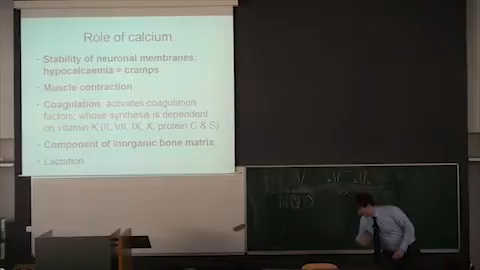 Role of calcium
• Stability of neuronal membranes:
hypocalcaemia = cramps
• Muscle contraction
• Coagulation: activates coagulation
factors, whose synthesis is dependent
on vitamin K (II, VII, IX, X, protein C & S)
• Component of inorganic bone matrix
• Lactation